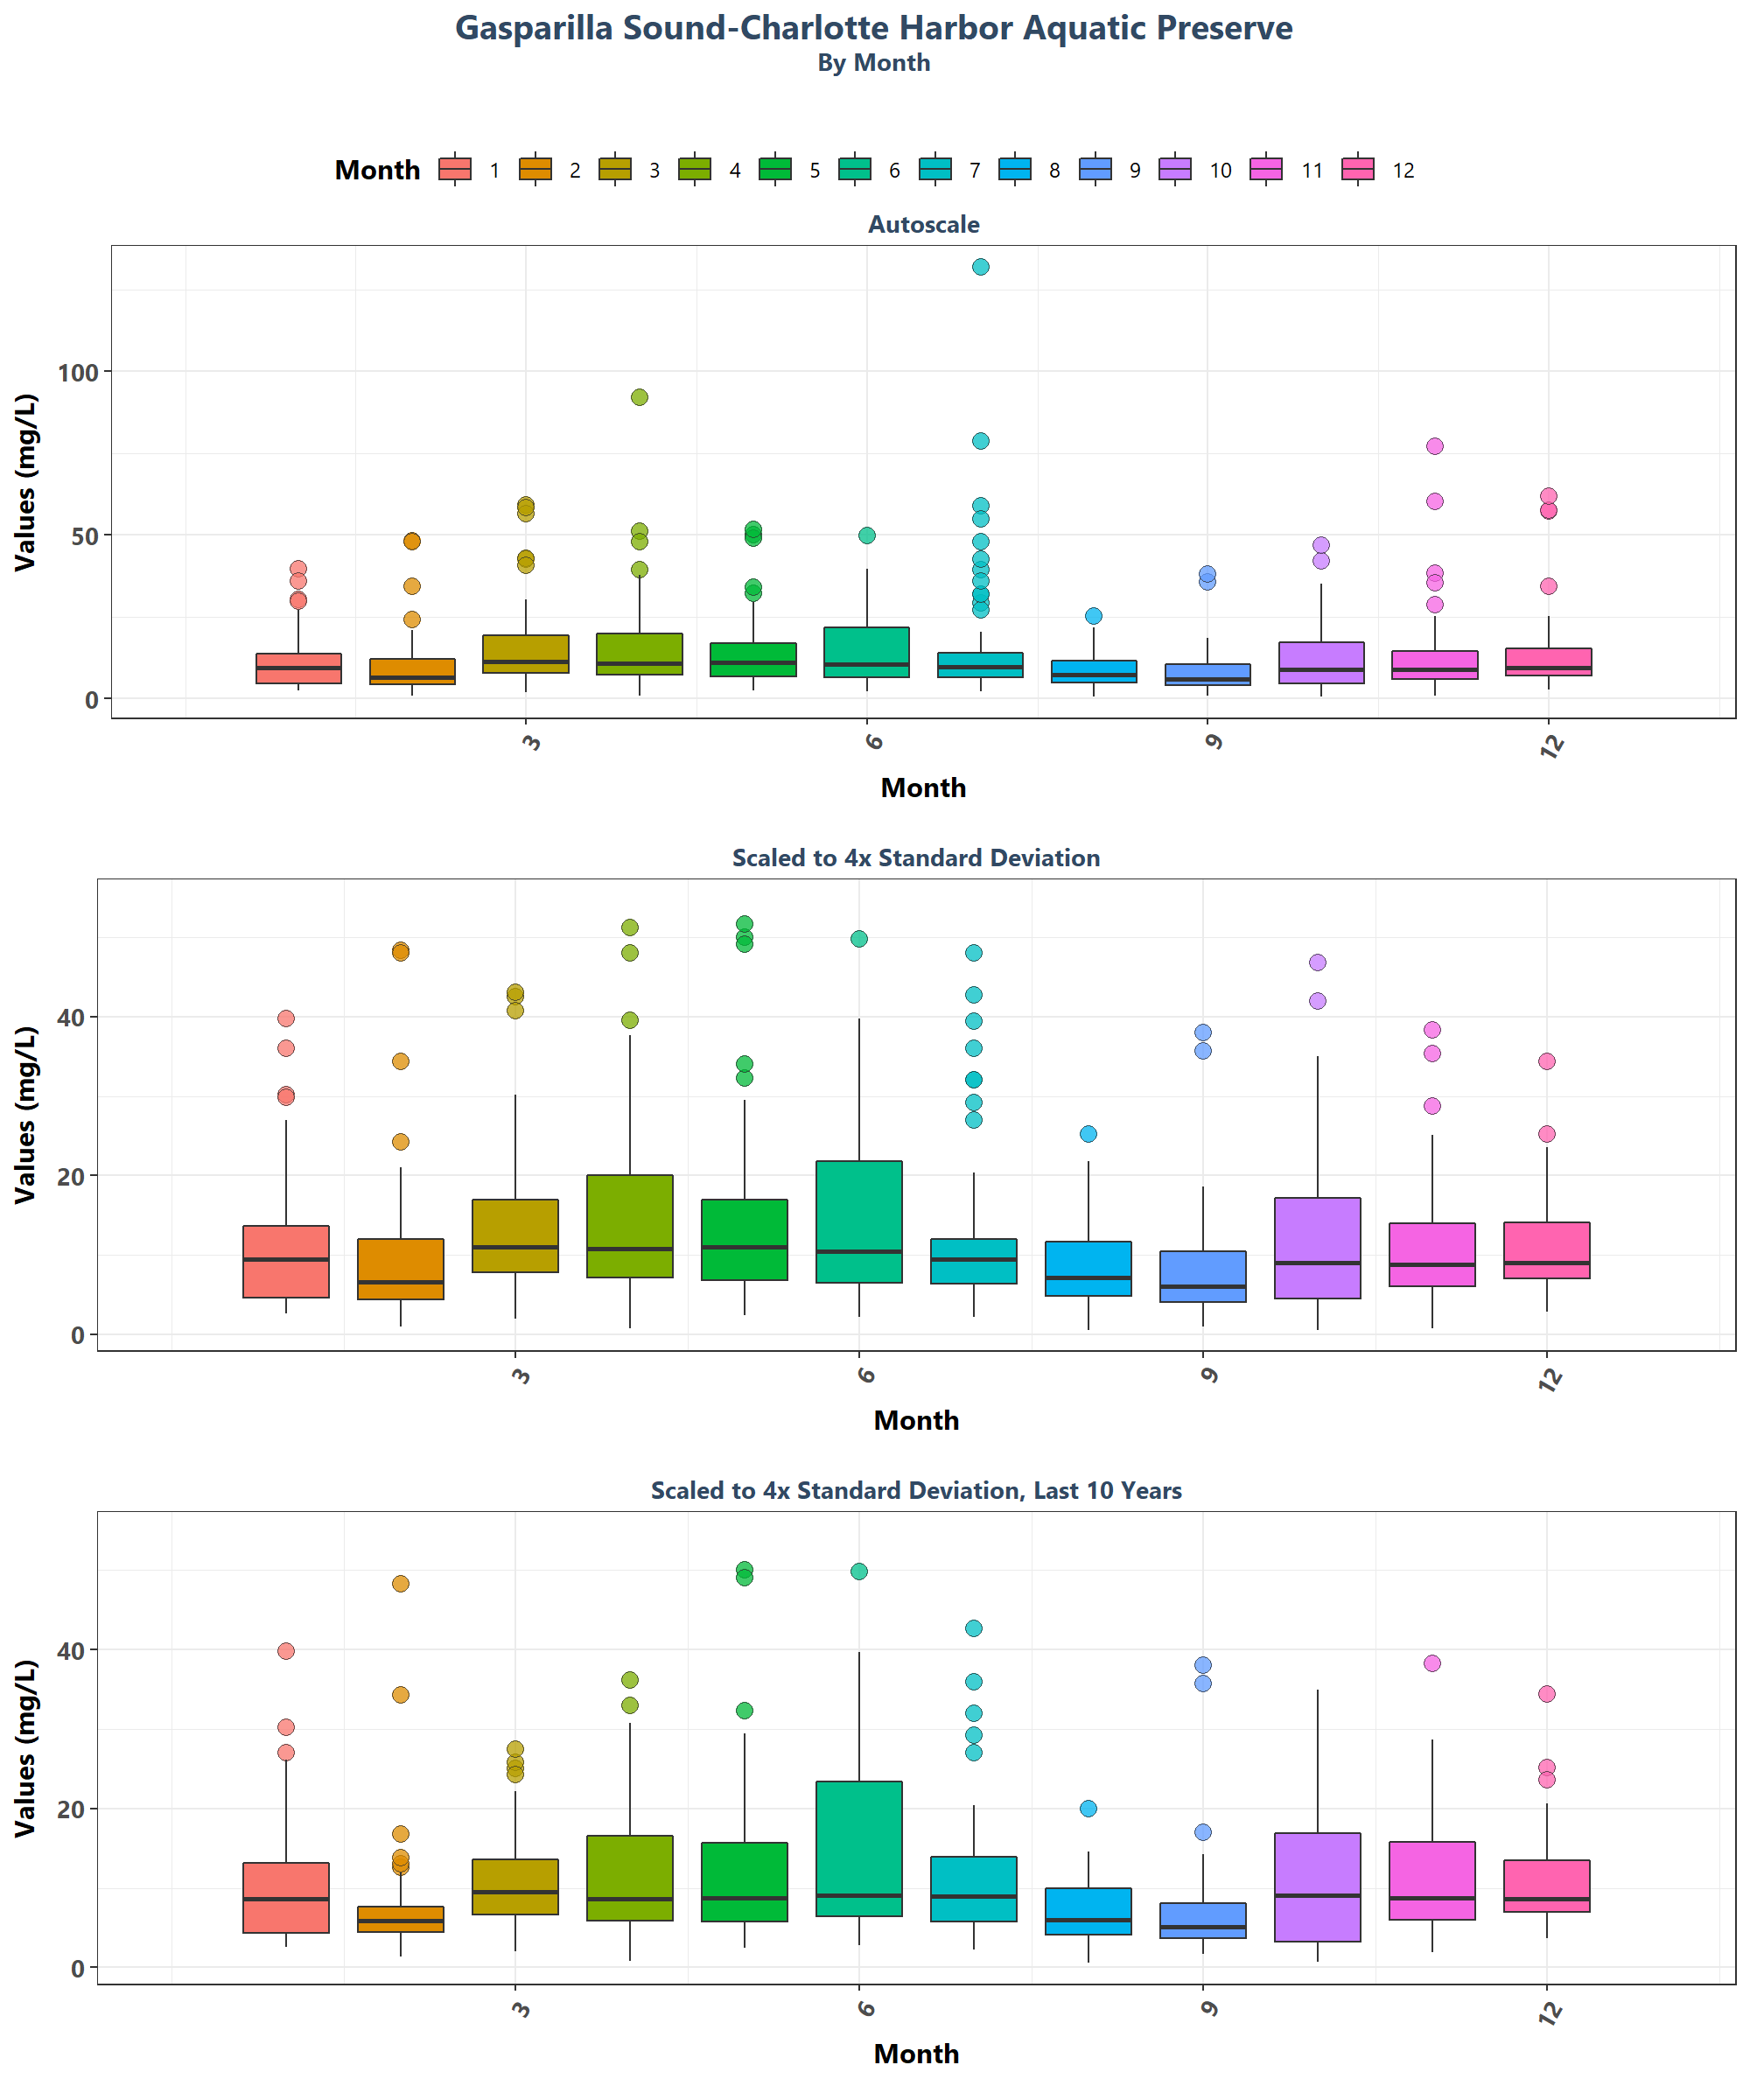 Gasparilla Sound-Charlotte Harbor Aquatic Preserve
By Month
Month 1 2 3 4 5 6 7 8 9 10 11 12
Autoscale
Values (mg/L)
100
50
0
3 6 9 12
Month
Scaled to 4x Standard Deviation
Values (mg/L)
40
20
0
3 6 9 12
Month
Scaled to 4x Standard Deviation, Last 10 Years
Values (mg/L)
40
20
0
3 6 9 12
Month